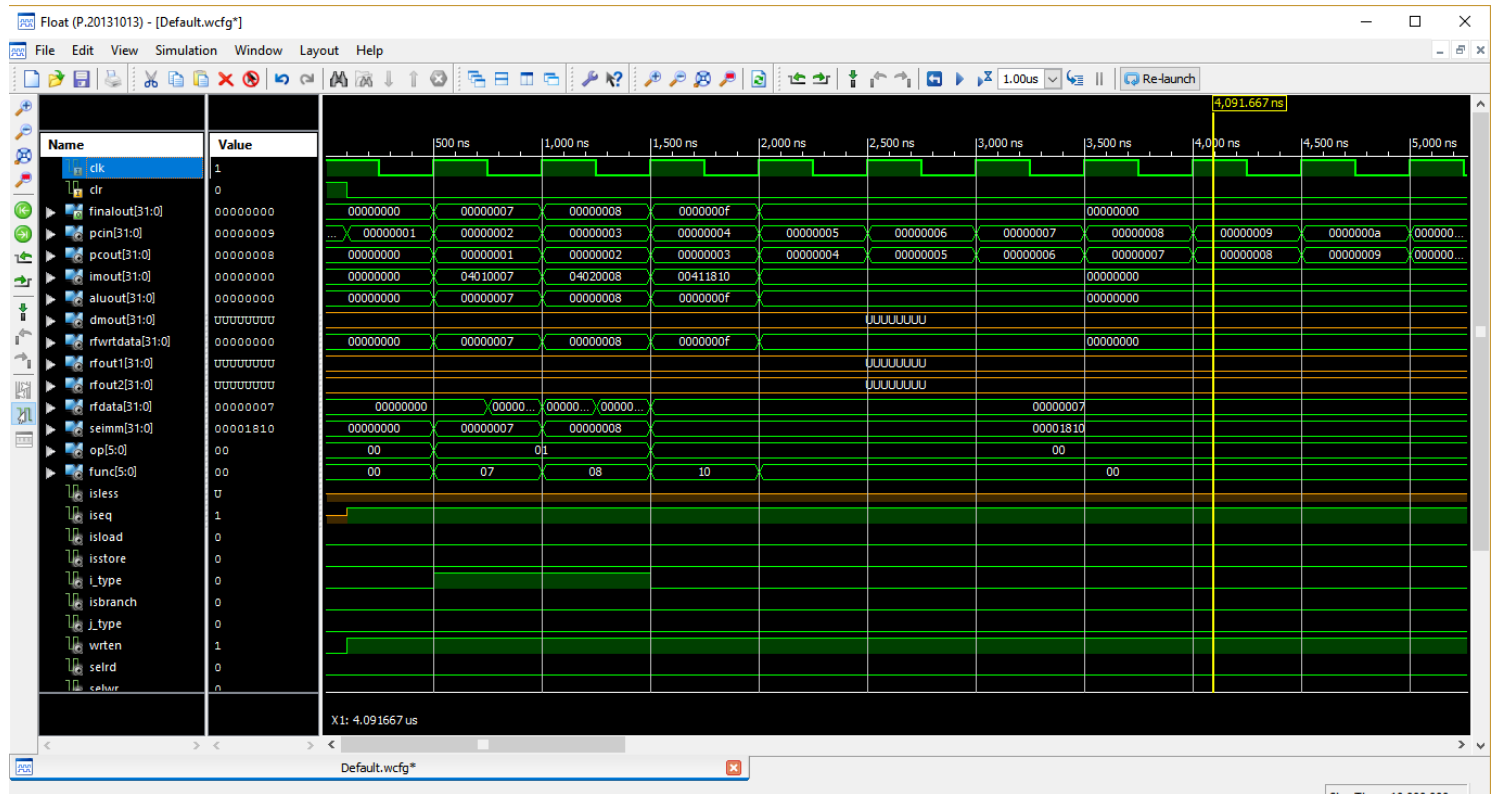 Float (P.20131013) - [Default.wcfg*]
File Edit View Simulation Window Layout Help
1.00us Re-launch
4,091.667 ns
Name Value
500 ns 1,000 ns 1,500 ns 2,000 ns 2,500 ns 3,000 ns 3,500 ns 4,000 ns 4,500 ns 5,000 ns
clk 1
clr 0
finalout[31:0] 00000000 00000000 00000007 00000008 0000000f 00000000
pcin[31:0] 00000009 ... 00000001 00000002 00000003 00000004 00000005 00000006 00000007 00000008 00000009 0000000a 000000...
pcout[31:0] 00000008 00000000 00000001 00000002 00000003 00000004 00000005 00000006 00000007 00000008 00000009 000000...
imout[31:0] 00000000 00000000 04010007 04020008 00411810 00000000
aluout[31:0] 00000000 00000000 00000007 00000008 0000000f 00000000
dmout[31:0] UUUUUUUU UUUUUUUU
rfwrtdata[31:0] 00000000 00000000 00000007 00000008 0000000f 00000000
rfout1[31:0] UUUUUUUU UUUUUUUU
rfout2[31:0] UUUUUUUU UUUUUUUU
rfdata[31:0] 00000007 00000000 00000... 00000... 00000... 00000007
seimm[31:0] 00001810 00000000 00000007 00000008 00001810
op[5:0] 00 00 01 00
func[5:0] 00 00 07 08 10 00
isless U
iseq 1
isload 0
isstore 0
i_type 0
isbranch 0
j_type 0
wrten 1
selrd 0
selwr 0
X1: 4.091667 us
Default.wcfg*